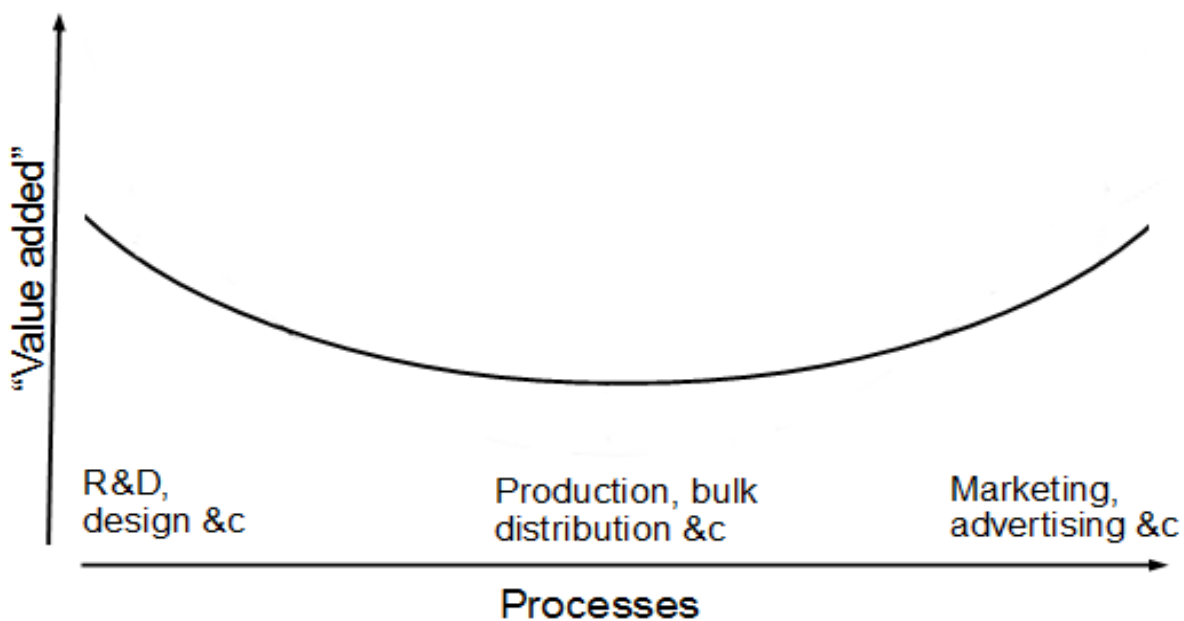 “Value added”
R&D,
design &c
Production, bulk
distribution &c
Marketing,
advertising &c
Processes